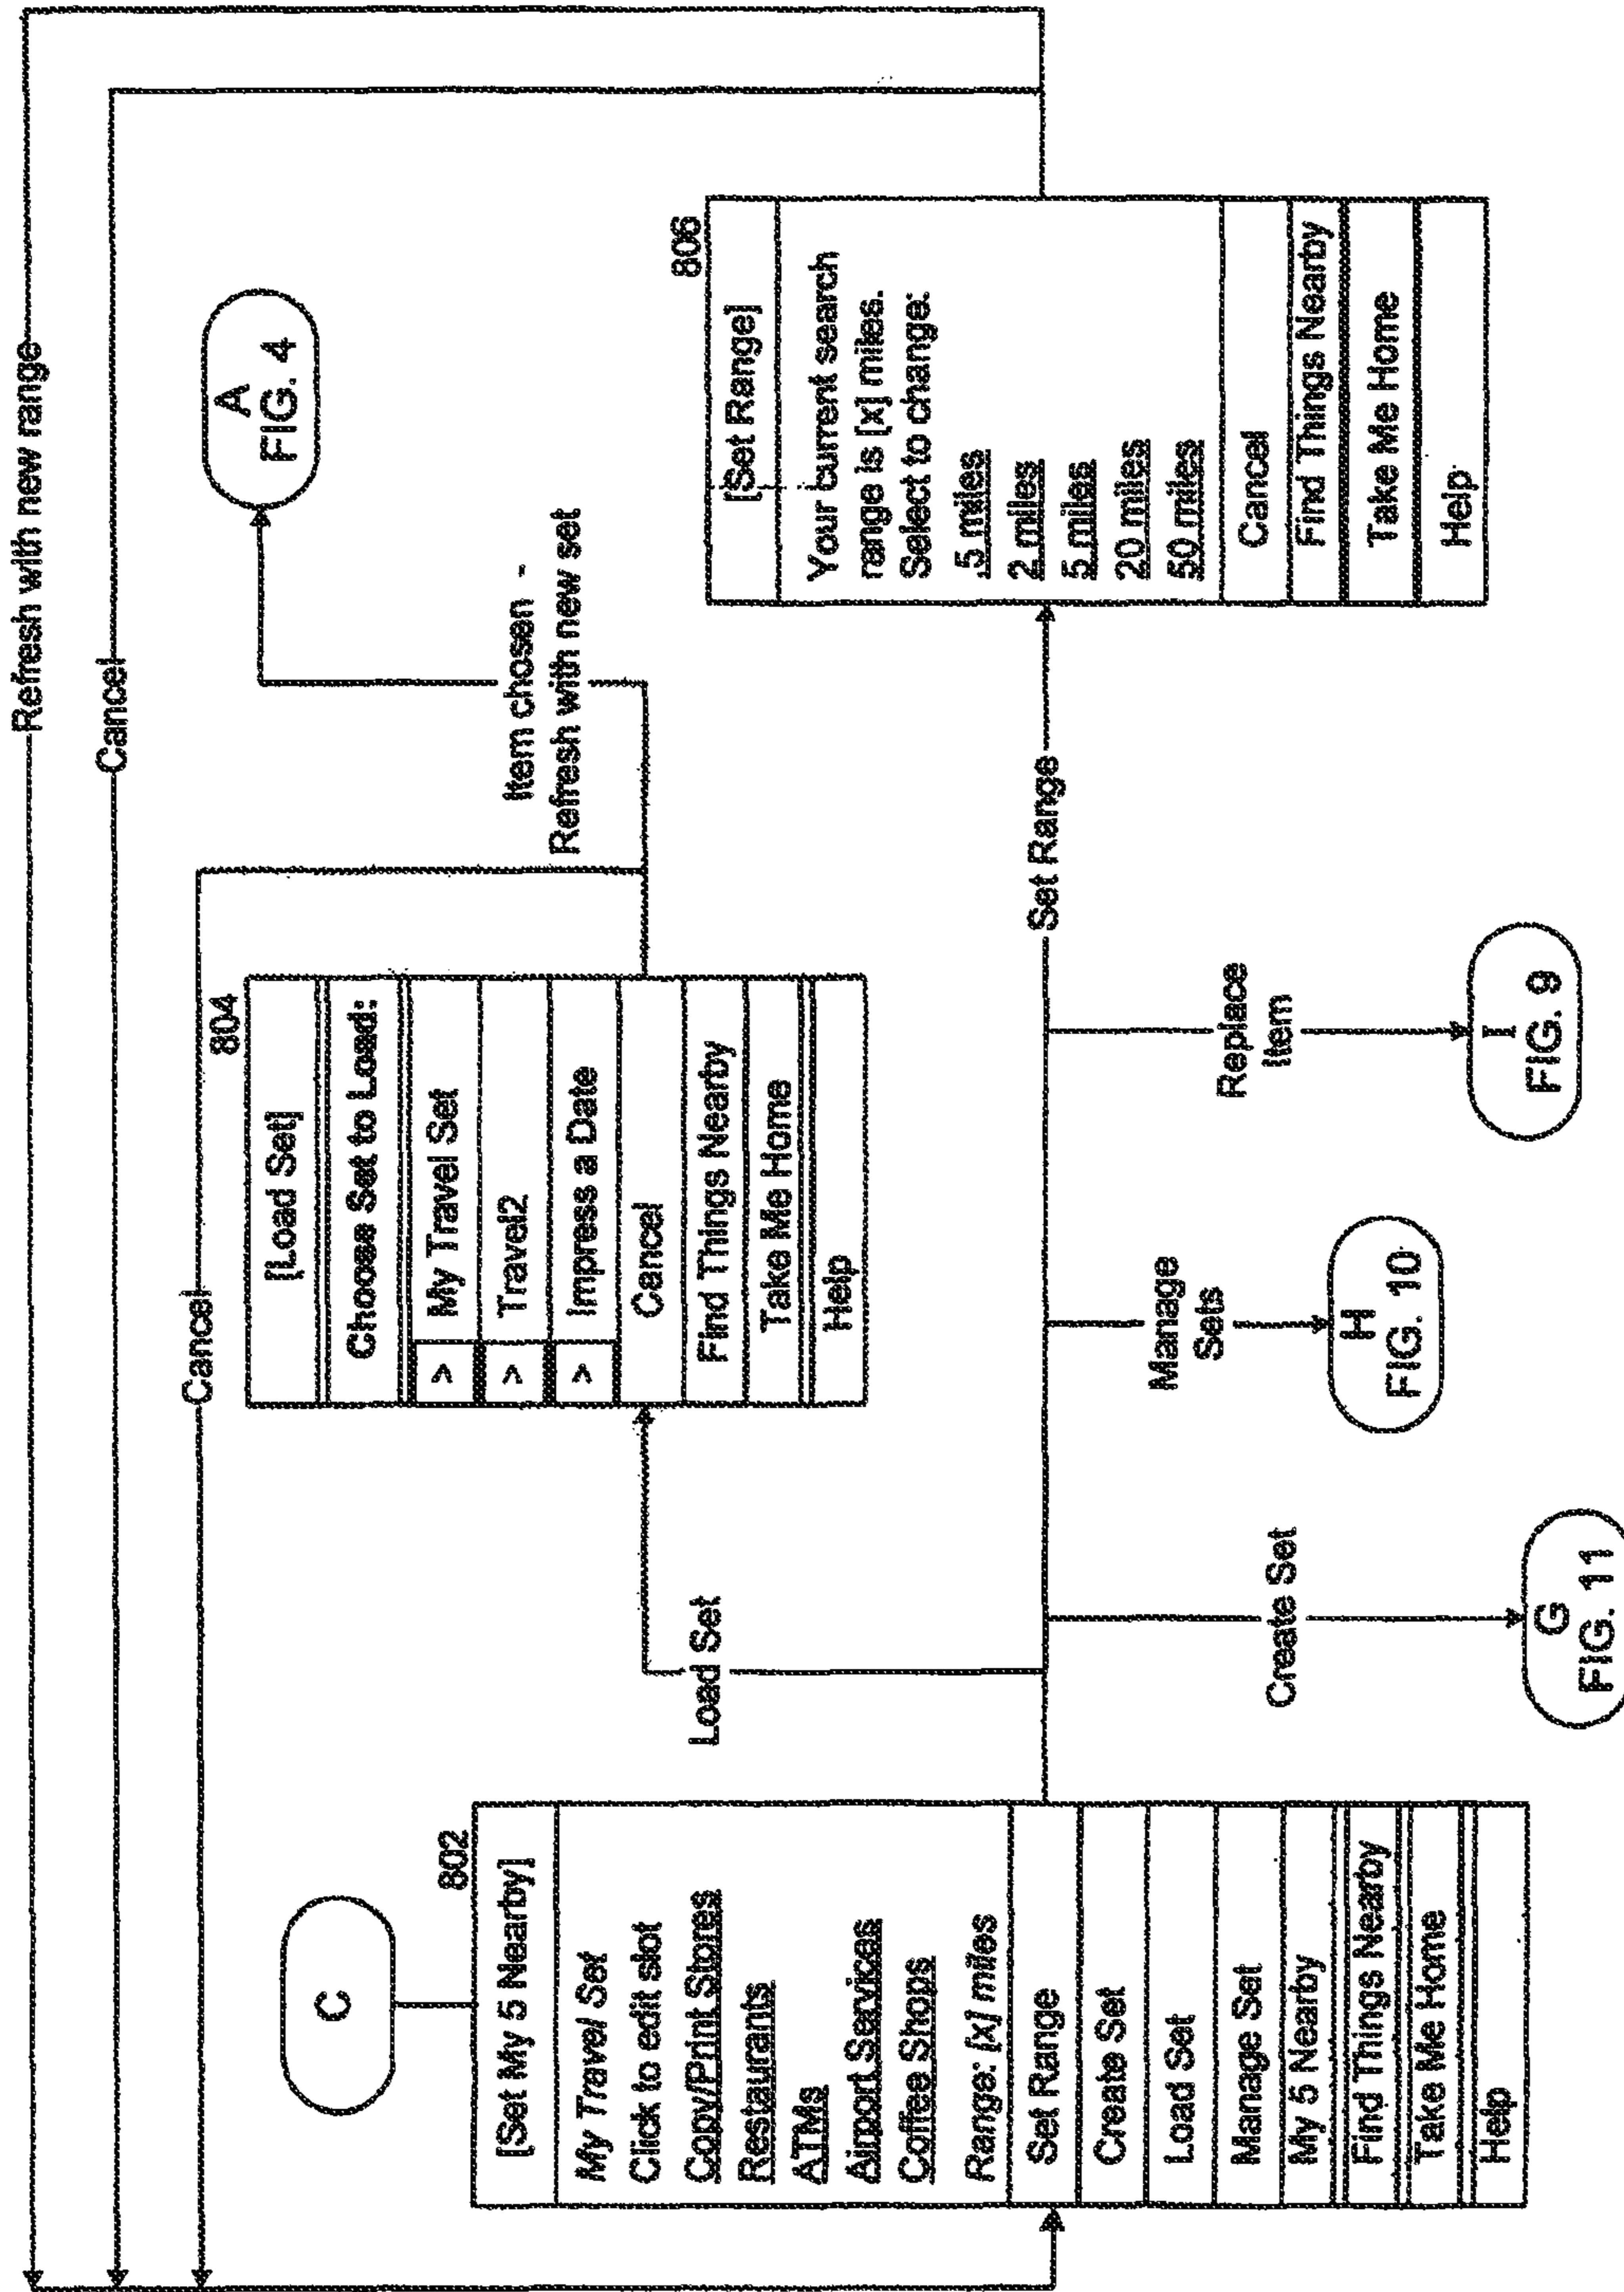 Refresh with new range
Cancel
Cancel
C
802
[Set My 5 Nearby]
My Travel Set
Click to edit slot
Copy/Print Stores
Restaurants
ATMs
Airport Services
Coffee Shops
Range: [x] miles
Set Range
Create Set
Load Set
Manage Set
My 5 Nearby
Find Things Nearby
Take Me Home
Help
Load Set
804
[Load Set]
Choose Set to Load:
> My Travel Set
> Travel2
> Impress a Date
Cancel
Find Things Nearby
Take Me Home
Help
Item chosen -
Refresh with new set
A
FIG. 4
Create Set
G
FIG. 11
Manage
Sets
H
FIG. 10
Replace
Item
I
FIG. 9
Set Range
806
[Set Range]
Your current search
range is [x] miles.
Select to change:
.5 miles
2 miles
5 miles
20 miles
50 miles
Cancel
Find Things Nearby
Take Me Home
Help